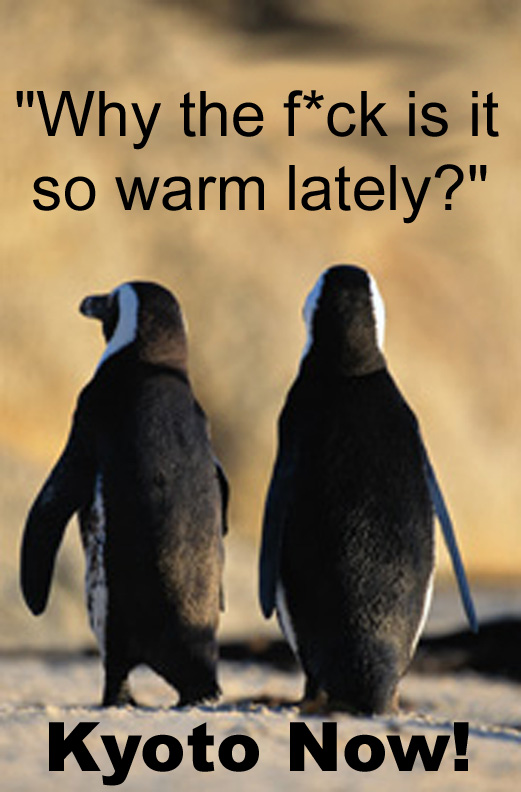 "Why the f*ck is it
so warm lately?"
Kyoto Now!